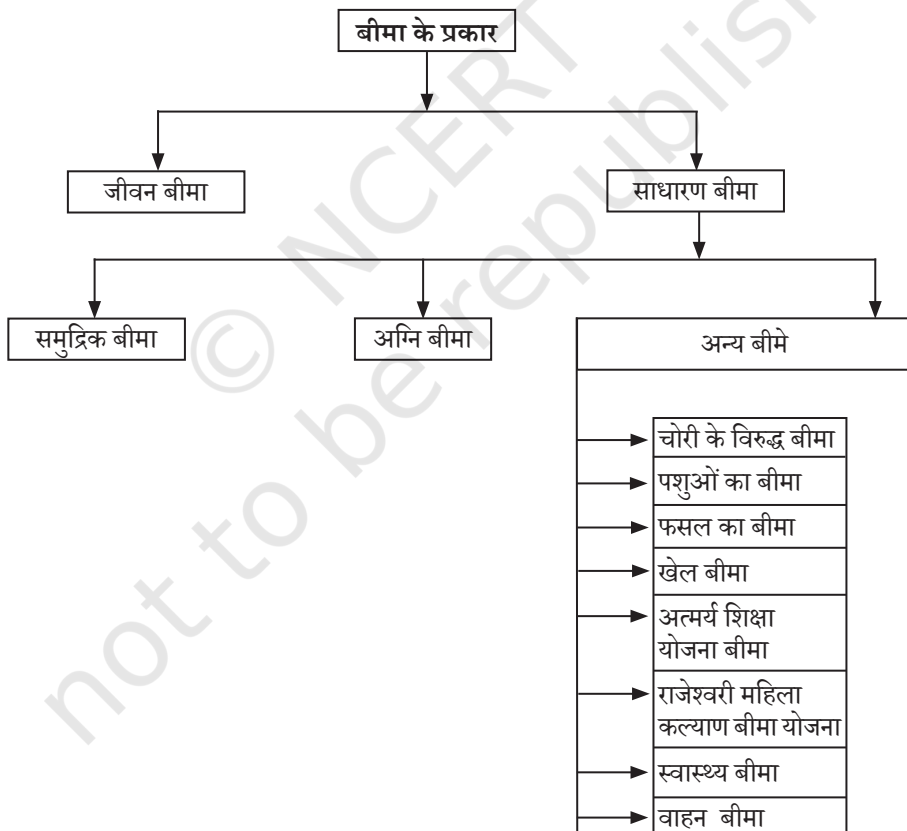 बीमा के प्रकार
जीवन बीमा
साधारण बीमा
समुद्रिक बीमा
अग्नि बीमा
अन्य बीमे
चोरी के विरुद्ध बीमा
पशुओं का बीमा
फसल का बीमा
खेल बीमा
अत्मर्य शिक्षा
योजना बीमा
राजेश्वरी महिला
कल्याण बीमा योजना
स्वास्थ्य बीमा
वाहन बीमा
© NCERT
not to be republish